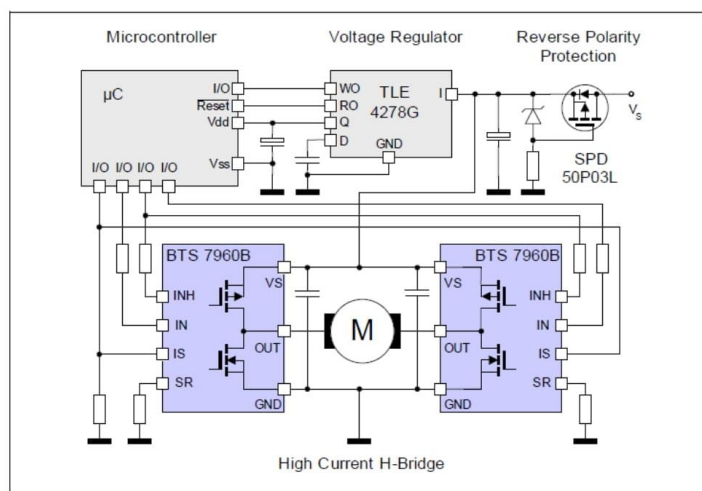 Microcontroller
Voltage Regulator
Reverse Polarity
Protection
µC
I/O
Reset
Vdd
Vss
I/O I/O I/O I/O
WO
RO
Q
D
TLE
4278G
GND
I
V_S
SPD
50P03L
BTS 7960B
VS
INH
IN
IS
SR
OUT
GND
M
BTS 7960B
VS
INH
IN
IS
SR
OUT
GND
High Current H-Bridge